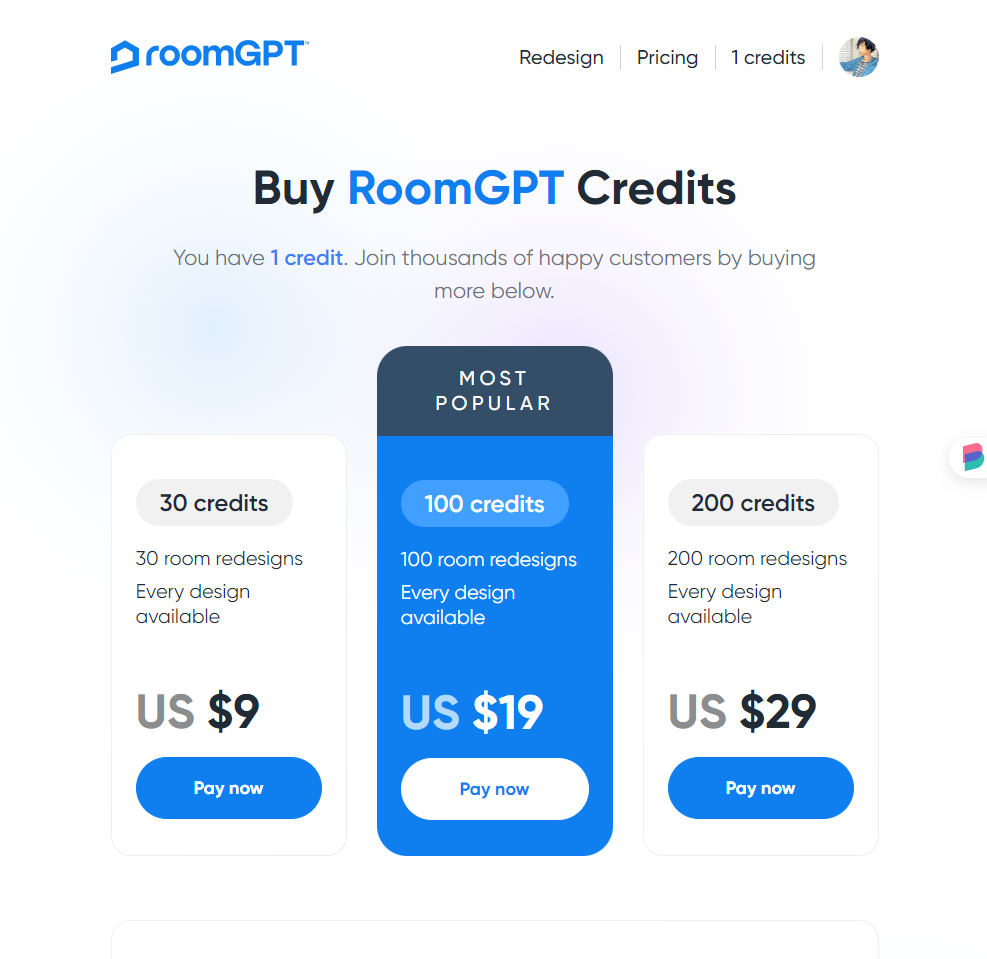 roomGPT™
Redesign
Pricing
1 credits
Buy RoomGPT Credits
You have 1 credit. Join thousands of happy customers by buying
more below.
30 credits
30 room redesigns
Every design
available
US $9
Pay now
MOST
POPULAR
100 credits
100 room redesigns
Every design
available
US $19
Pay now
200 credits
200 room redesigns
Every design
available
US $29
Pay now